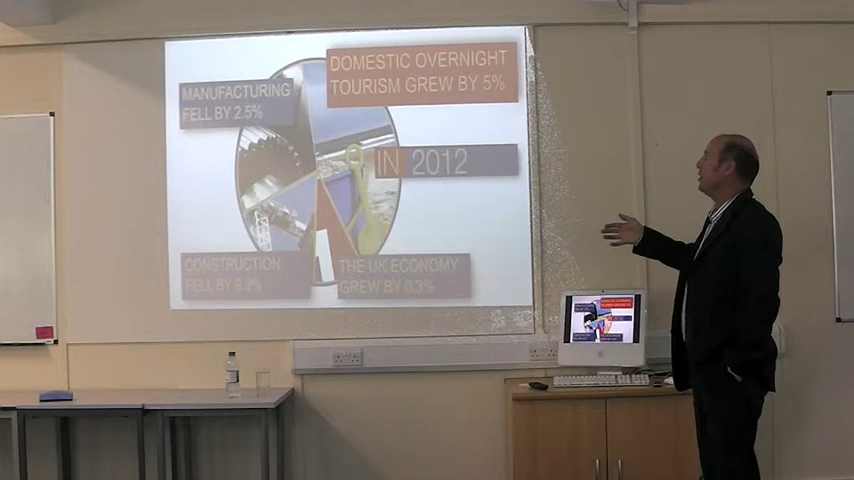 DOMESTIC OVERNIGHT
TOURISM GREW BY 5%
MANUFACTURING
FELL BY 2.5%
IN 2012
CONSTRUCTION
FELL BY 9.3%
THE UK ECONOMY
GREW BY 0.3%